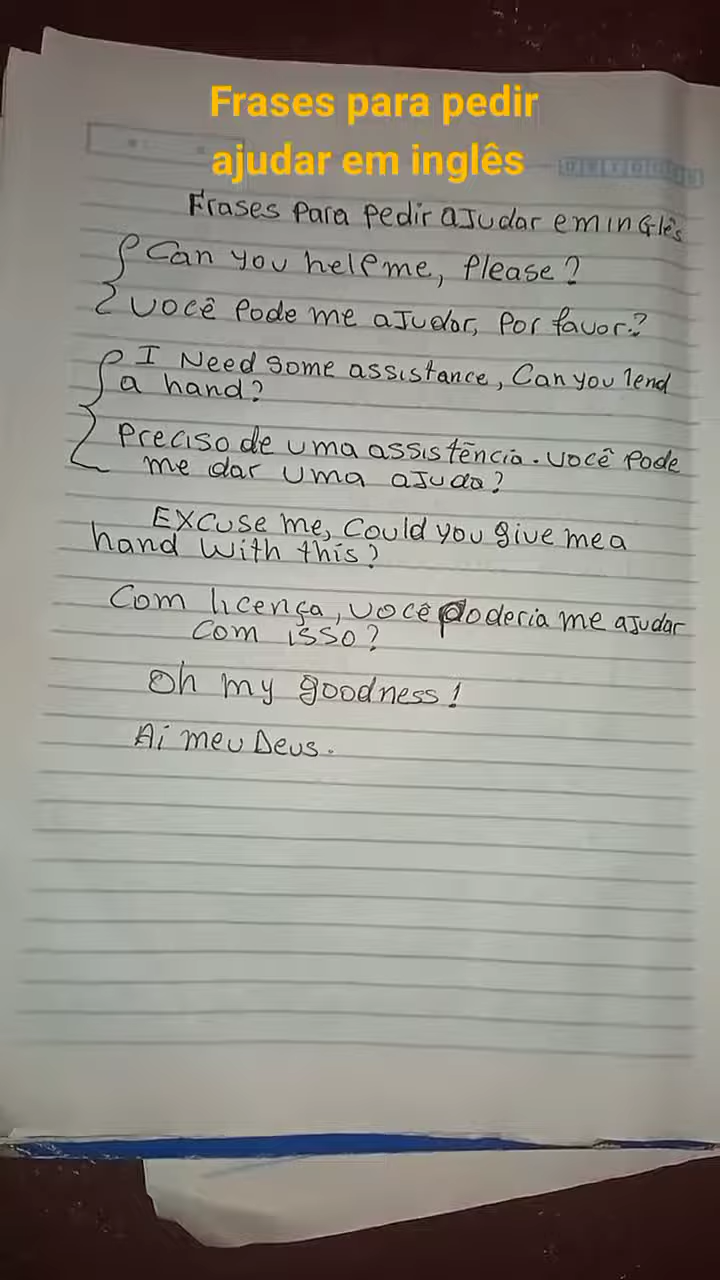 Frases para pedir
ajudar em inglês
Frases para pedir ajudar em inglês
Can you help me, please?
você pode me ajudar, por favor?
I Need some assistance, Can you lend
a hand?
Preciso de uma assistência. você pode
me dar uma ajuda?
Excuse me, Could you give me a
hand with this?
Com licença, você poderia me ajudar
com isso?
Oh my goodness!
Ai meu Deus.